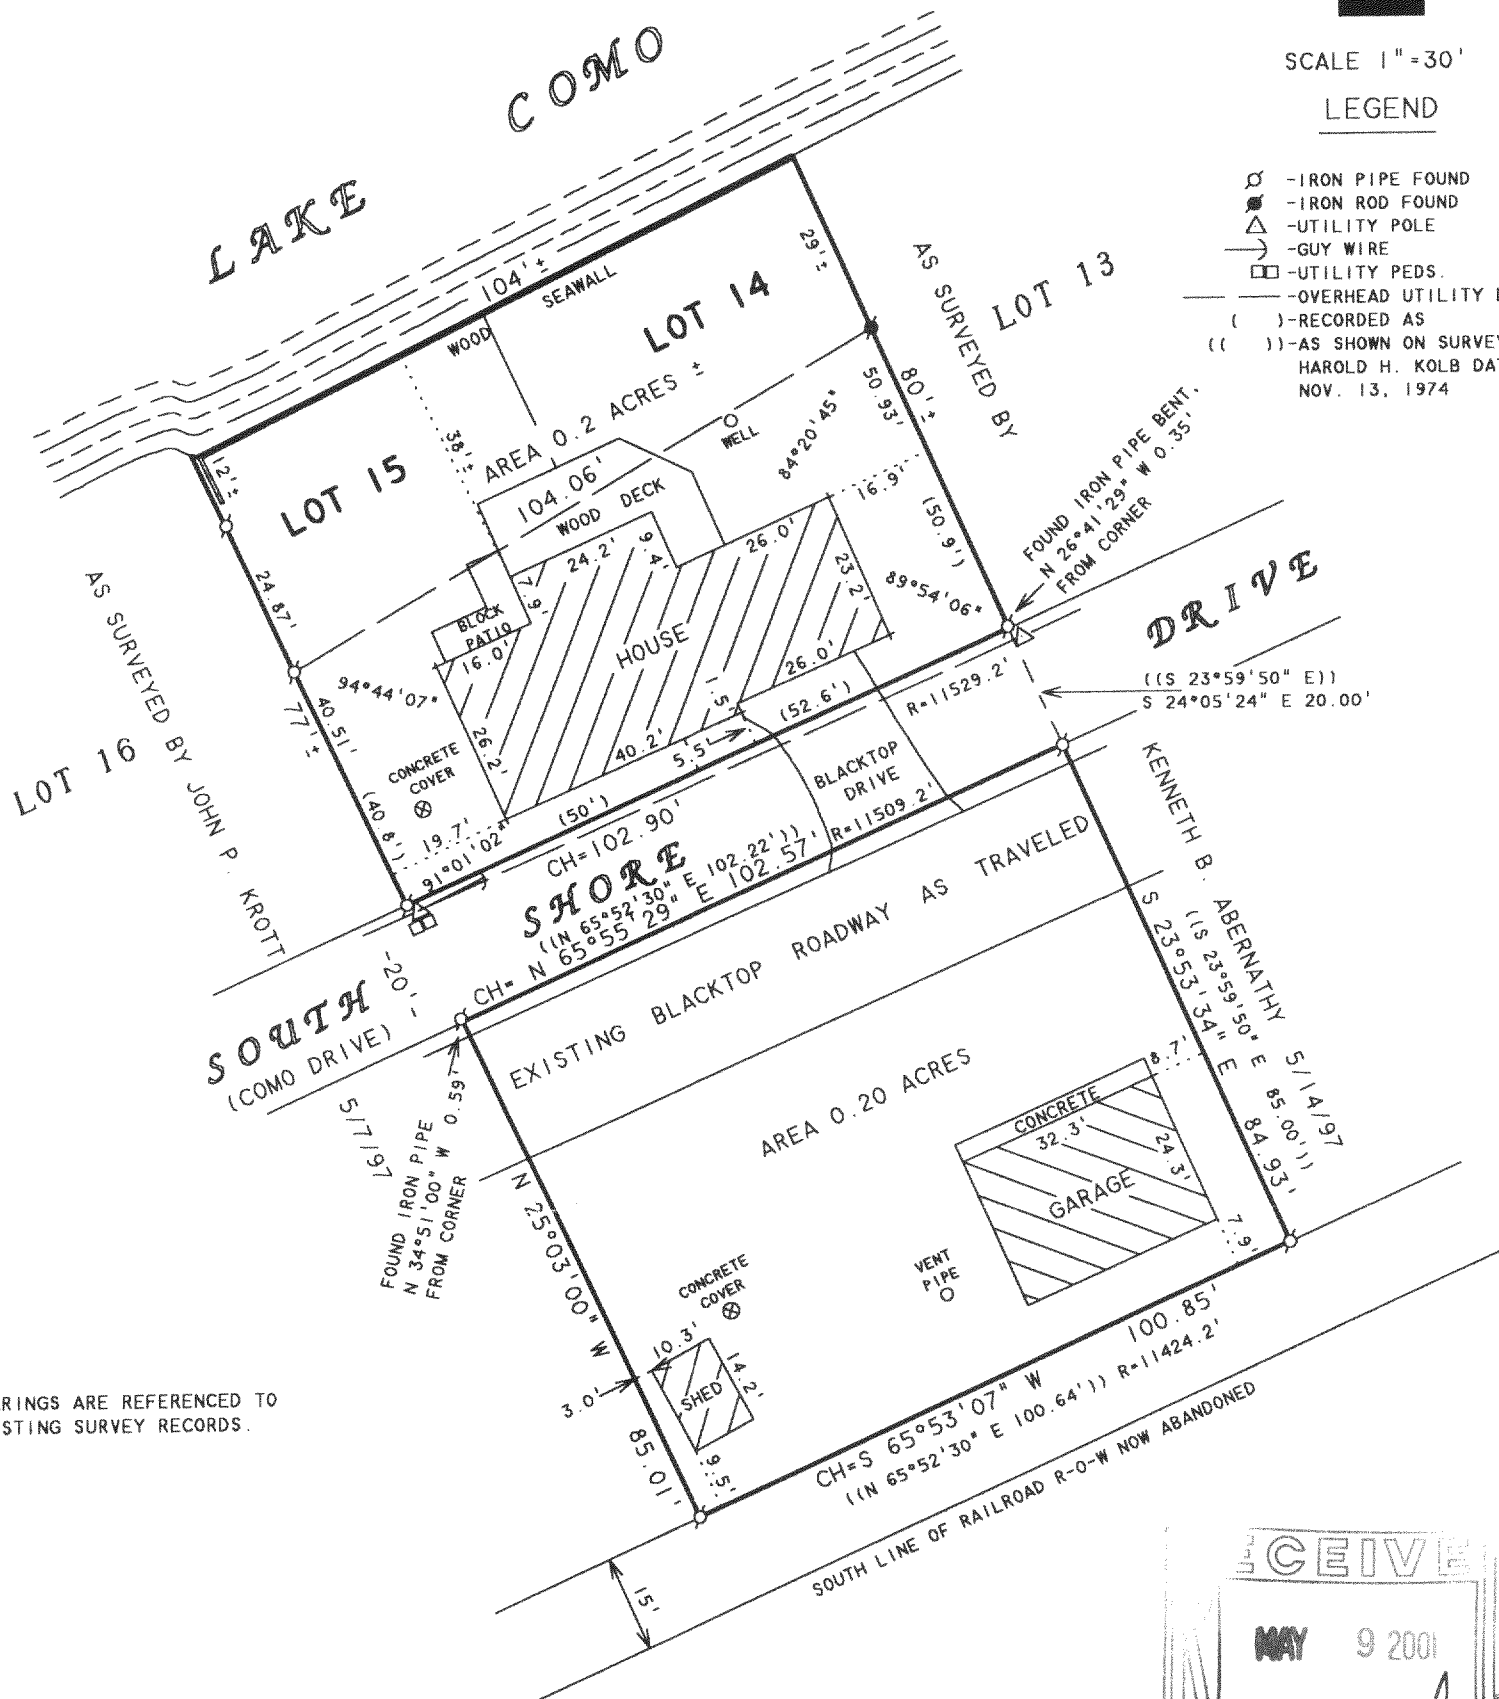 SCALE 1"=30'
LEGEND
-IRON PIPE FOUND
-IRON ROD FOUND
-UTILITY POLE
-GUY WIRE
-UTILITY PEDS.
-OVERHEAD UTILITY
( )-RECORDED AS
(( ))-AS SHOWN ON SURVEY
HAROLD H. KOLB
NOV. 13, 1974
LAKE COMO
104'±
WOOD SEAWALL
LOT 14
29'±
AS SURVEYED BY
LOT 13
12'±
LOT 15
38'±
AREA 0.2 ACRES ±
104.06'
WOOD DECK
WELL
50.93'
80'±
84°20'45"
(50.9')
16.9'
FOUND IRON PIPE BENT.
N 26°41'29" W 0.35'
FROM CORNER
24.87'
AS SURVEYED BY JOHN P. KROTT
LOT 16
77'±
40.51'
(40.8')
94°44'07"
BLOCK
PATIO
16.0'
7.9'
24.2'
9.4'
26.0'
23.2'
89°54'06"
HOUSE
26.0'
1.5'
40.2'
26.2'
5.5'
CONCRETE
COVER
19.7'
91°01'02"
(50')
(52.6')
CH=102.90'
R=11529.2'
DRIVE
((S 23°59'50" E))
S 24°05'24" E 20.00'
BLACKTOP
DRIVE
SHORE
((N 65°52'30" E 102.22'))
CH= N 65°55'29" E 102.57'
R=11509.2'
-20'-
SOUTH
(COMO DRIVE)
5/7/97
EXISTING BLACKTOP ROADWAY AS TRAVELED
KENNETH B. ABERNATHY 5/14/97
((S 23°59'50" E 85.00'))
S 23°53'34" E 84.93'
FOUND IRON PIPE
N 34°51'00" W 0.59'
FROM CORNER
N 25°03'00" W 85.01'
AREA 0.20 ACRES
8.7'
CONCRETE
32.3'
24.3'
GARAGE
7.9'
VENT
PIPE
CONCRETE
COVER
10.3'
14.2'
SHED
3.0'
9.5'
CH=S 65°53'07" W 100.85'
((N 65°52'30" E 100.64')) R=11424.2'
SOUTH LINE OF RAILROAD R-O-W NOW ABANDONED
15'
RINGS ARE REFERENCED TO
STING SURVEY RECORDS.
ECEIVE
MAY 9 2001